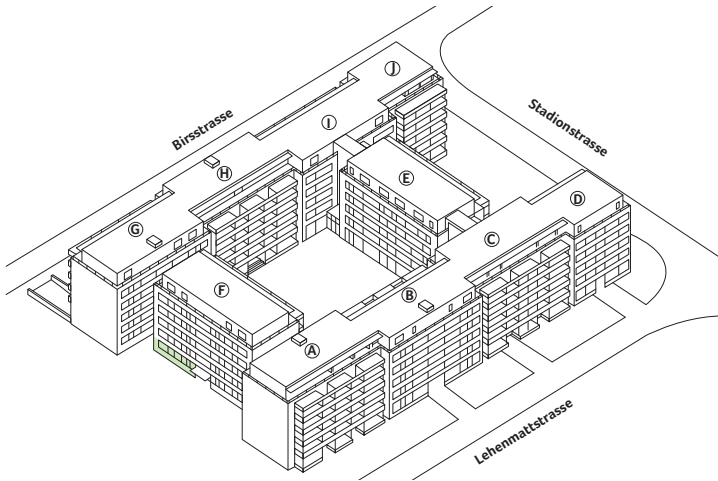 J
Birsstrasse
Stadionstrasse
I
H
E
D
G
C
F
B
A
Lehenmattstrasse